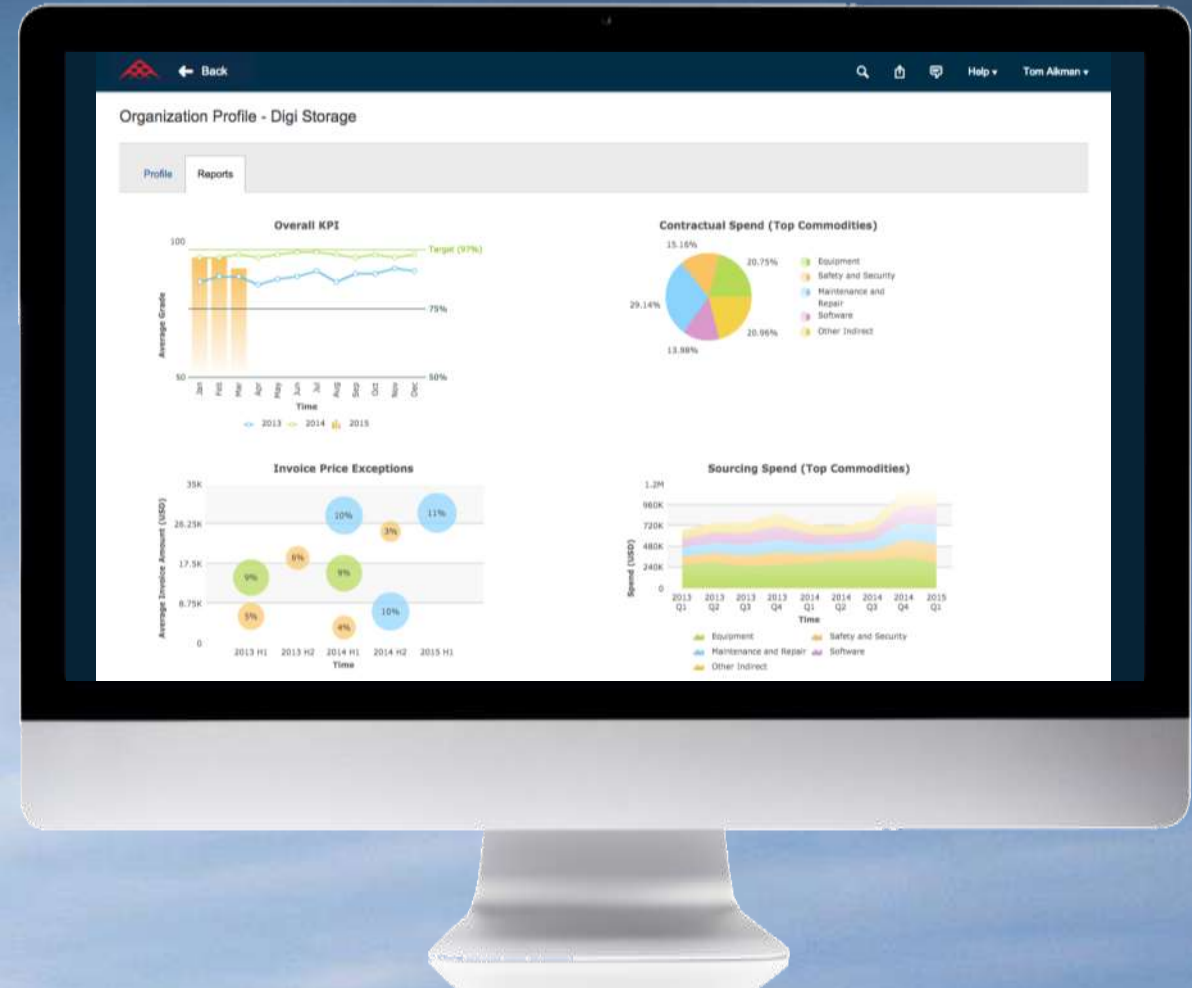 Back
Help ▾
Tom Aikman ▾
Organization Profile - Digi Storage
Profile
Reports
Overall KPI
100
Target (97%)
75%
50
50%
Average Grade
Jan
Feb
Mar
Apr
May
Jun
Jul
Aug
Sep
Oct
Nov
Dec
Time
2013
2014
2015
Contractual Spend (Top Commodities)
15.16%
20.75%
29.14%
20.96%
13.98%
Equipment
Safety and Security
Maintenance and
Repair
Software
Other Indirect
Invoice Price Exceptions
35K
26.25K
17.5K
8.75K
0
Average Invoice Amount (USD)
10%
11%
3%
6%
9%
9%
5%
4%
10%
2013 H1
2013 H2
2014 H1
2014 H2
2015 H1
Time
Sourcing Spend (Top Commodities)
1.2M
960K
720K
480K
240K
0
Spend (USD)
2013 Q1
2013 Q2
2013 Q3
2013 Q4
2014 Q1
2014 Q2
2014 Q3
2014 Q4
2015 Q1
Time
Equipment
Safety and Security
Maintenance and Repair
Software
Other Indirect